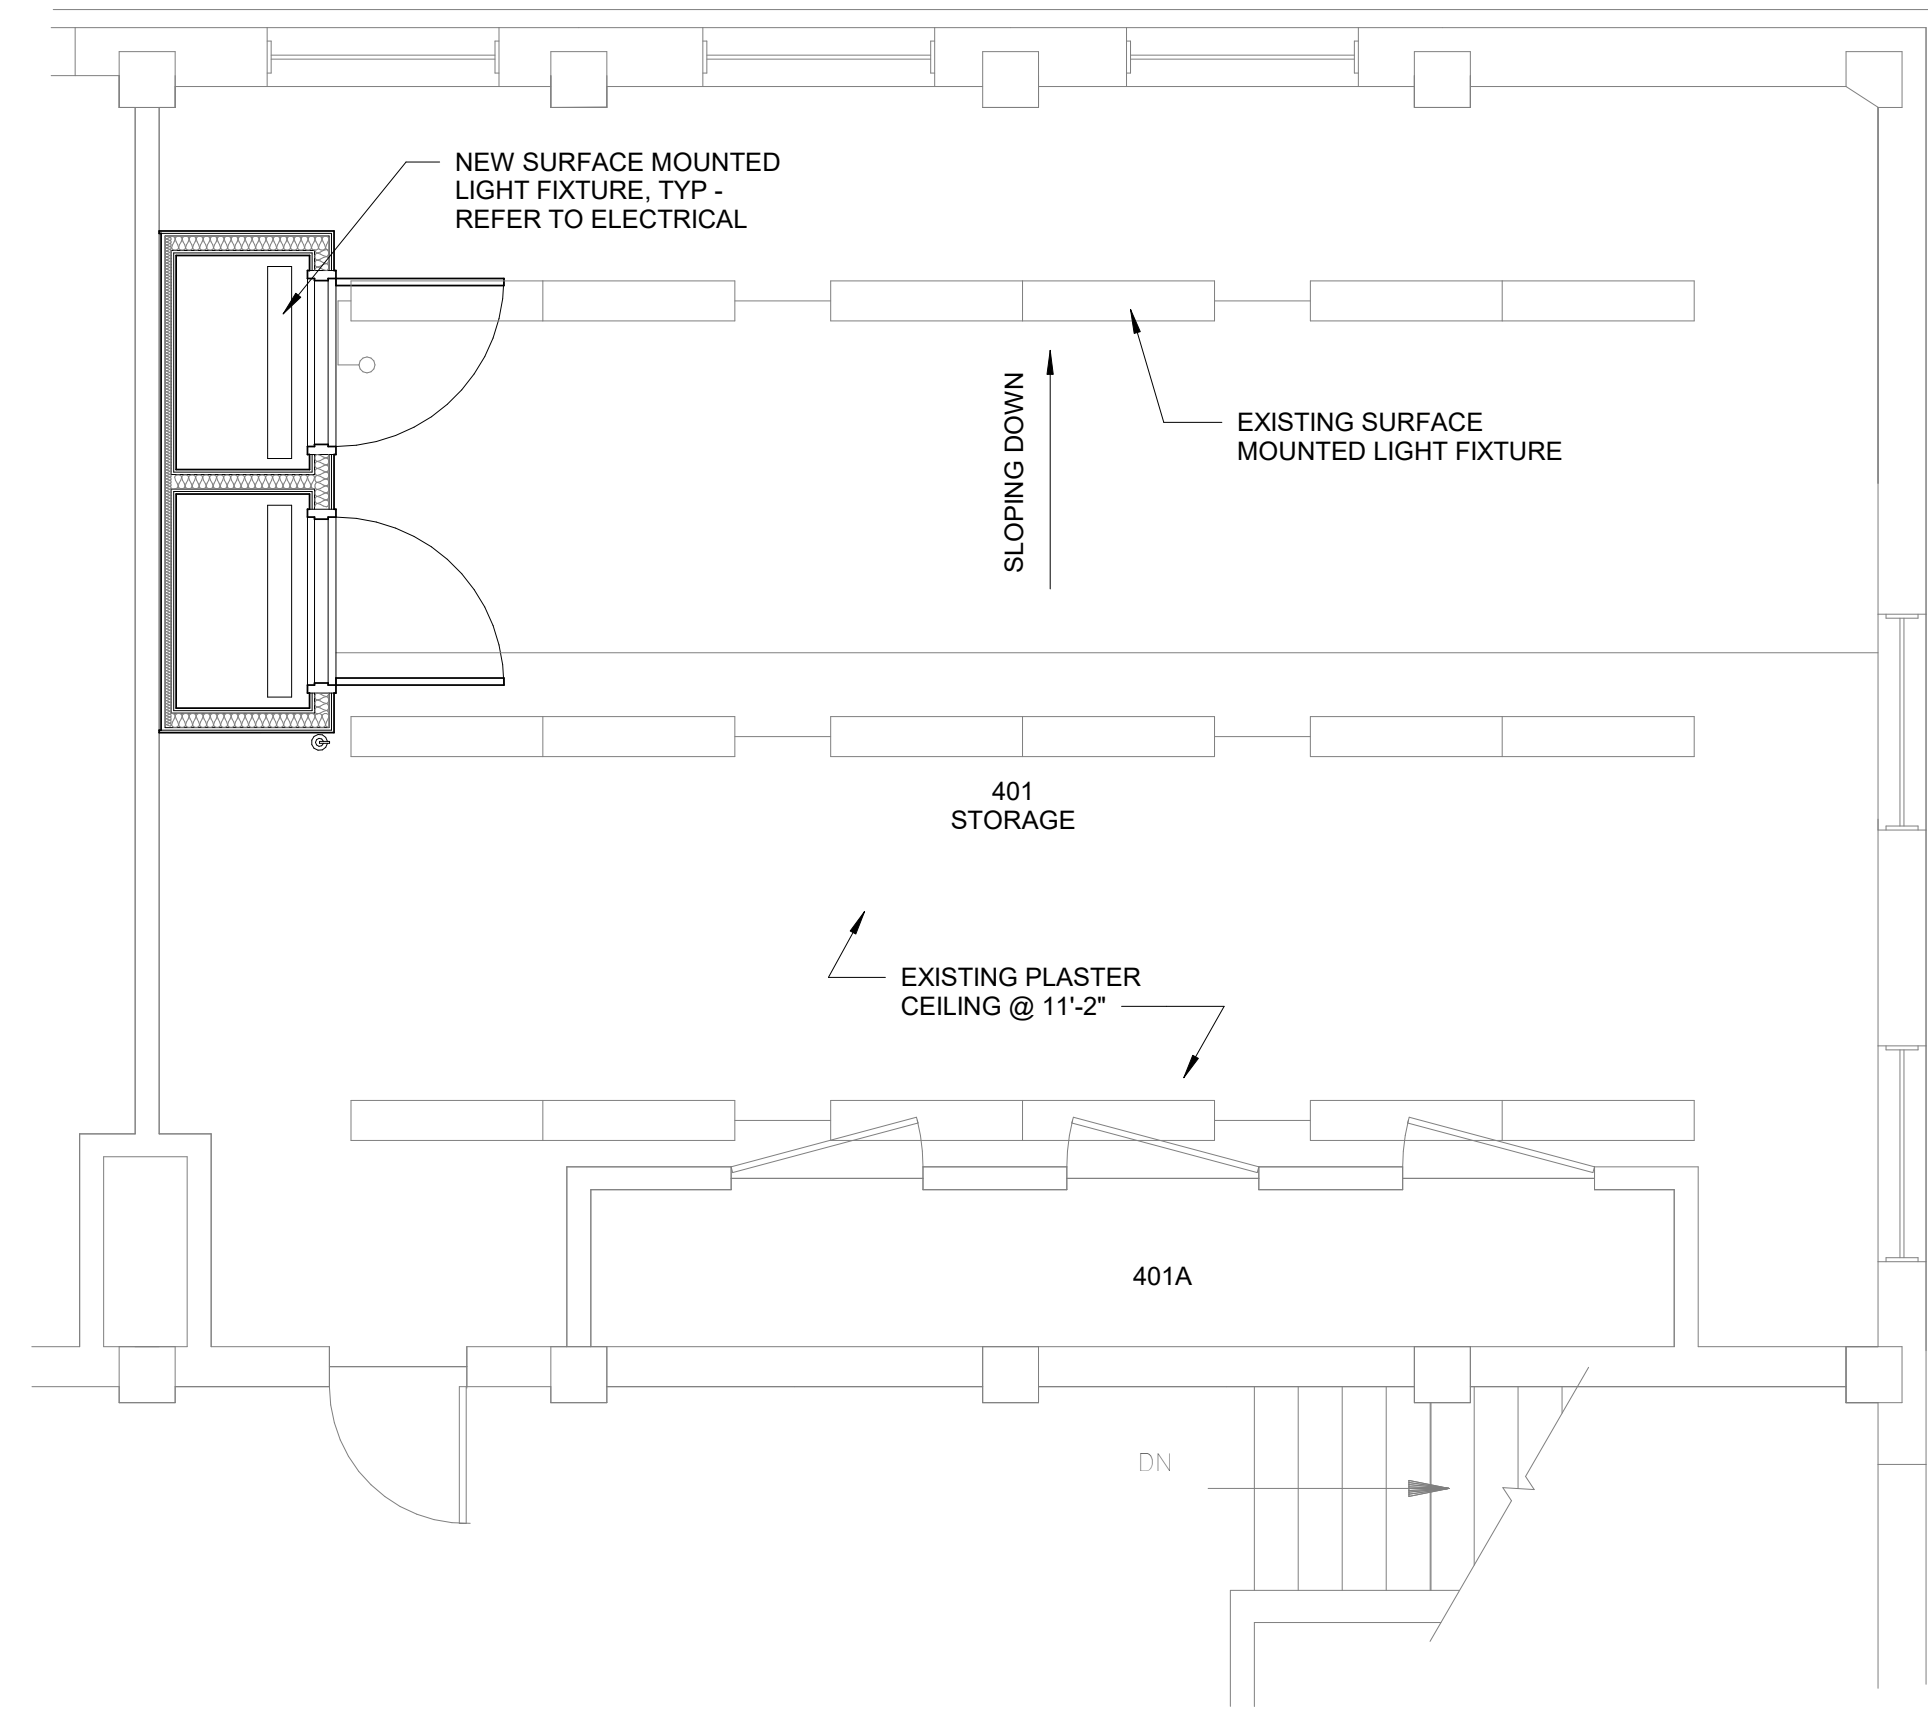 NEW SURFACE MOUNTED
LIGHT FIXTURE, TYP -
REFER TO ELECTRICAL
SLOPING DOWN
EXISTING SURFACE
MOUNTED LIGHT FIXTURE
401
STORAGE
EXISTING PLASTER
CEILING @ 11'-2"
401A
DN